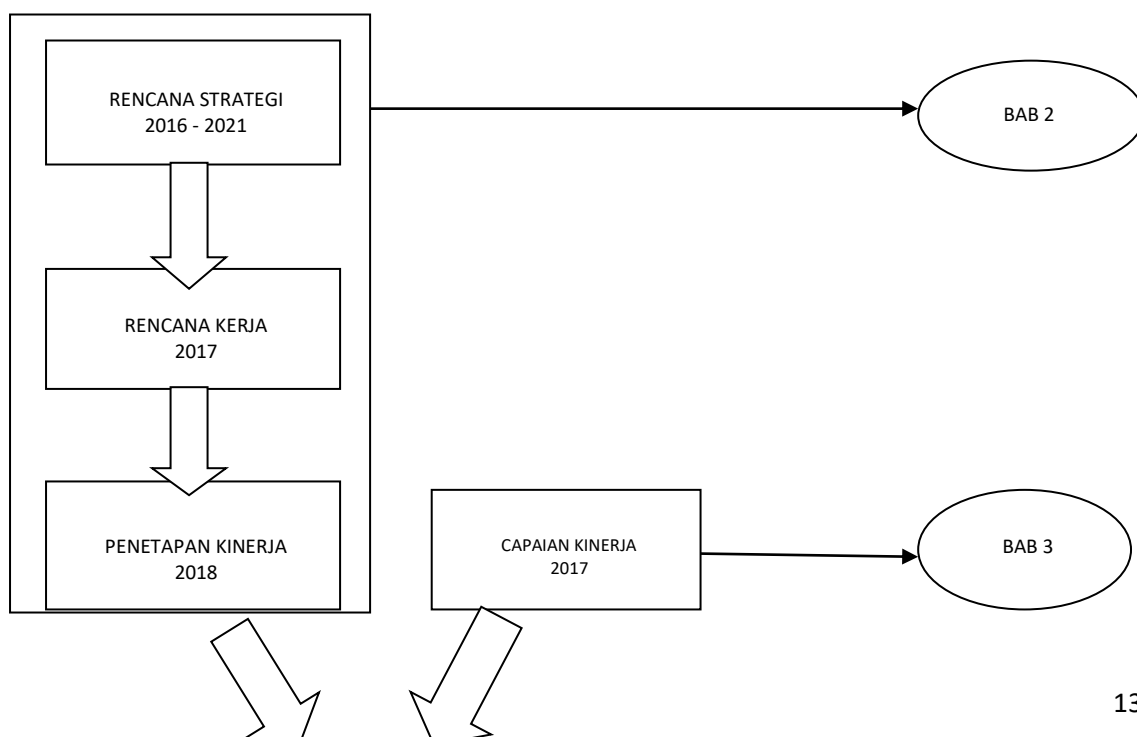 RENCANA STRATEGI
2016 - 2021
BAB 2
RENCANA KERJA
2017
PENETAPAN KINERJA
2018
CAPAIAN KINERJA
2017
BAB 3
13